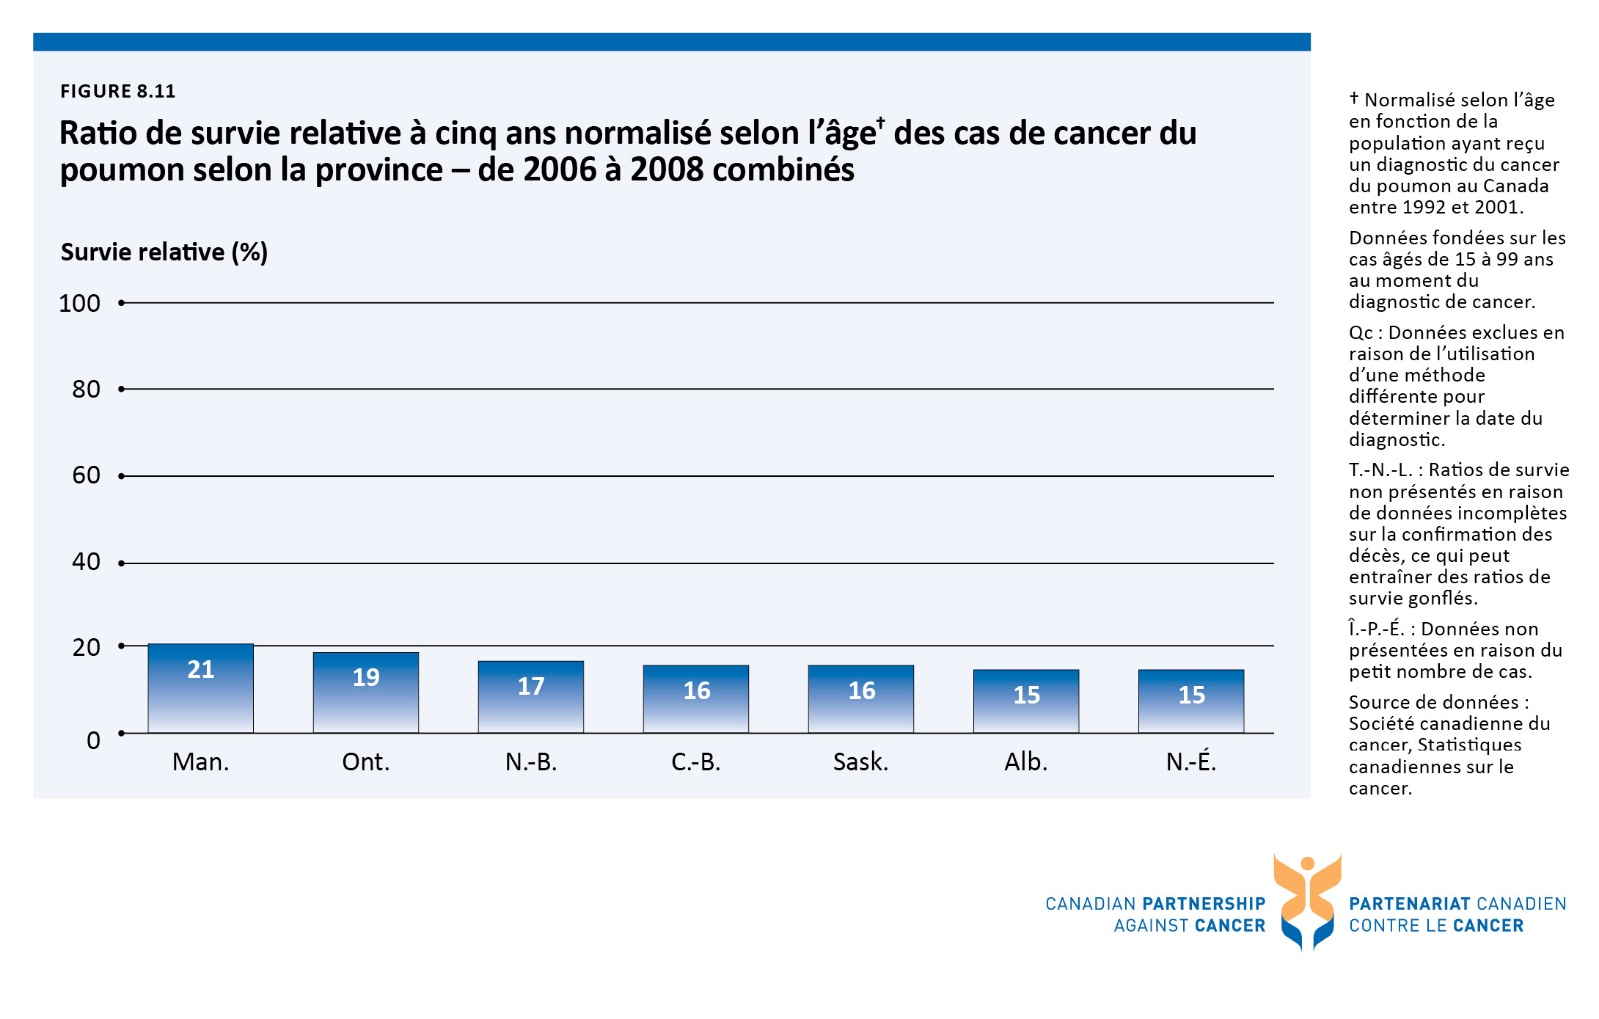 FIGURE 8.11
Ratio de survie relative à cinq ans normalisé selon l’âge† des cas de cancer du
poumon selon la province – de 2006 à 2008 combinés
Survie relative (%)
100
80
60
40
20
0
21
19
17
16
16
15
15
Man.
Ont.
N.-B.
C.-B.
Sask.
Alb.
N.-É.
† Normalisé selon l’âge
en fonction de la
population ayant reçu
un diagnostic du cancer
du poumon au Canada
entre 1992 et 2001.
Données fondées sur les
cas âgés de 15 à 99 ans
au moment du
diagnostic de cancer.
Qc : Données exclues en
raison de l’utilisation
d’une méthode
différente pour
déterminer la date du
diagnostic.
T.-N.-L. : Ratios de survie
non présentés en raison
de données incomplètes
sur la confirmation des
décès, ce qui peut
entraîner des ratios de
survie gonflés.
Î.-P.-É. : Données non
présentées en raison du
petit nombre de cas.
Source de données :
Société canadienne du
cancer, Statistiques
canadiennes sur le
cancer.
CANADIAN PARTNERSHIP
AGAINST CANCER
PARTENARIAT CANADIEN
CONTRE LE CANCER